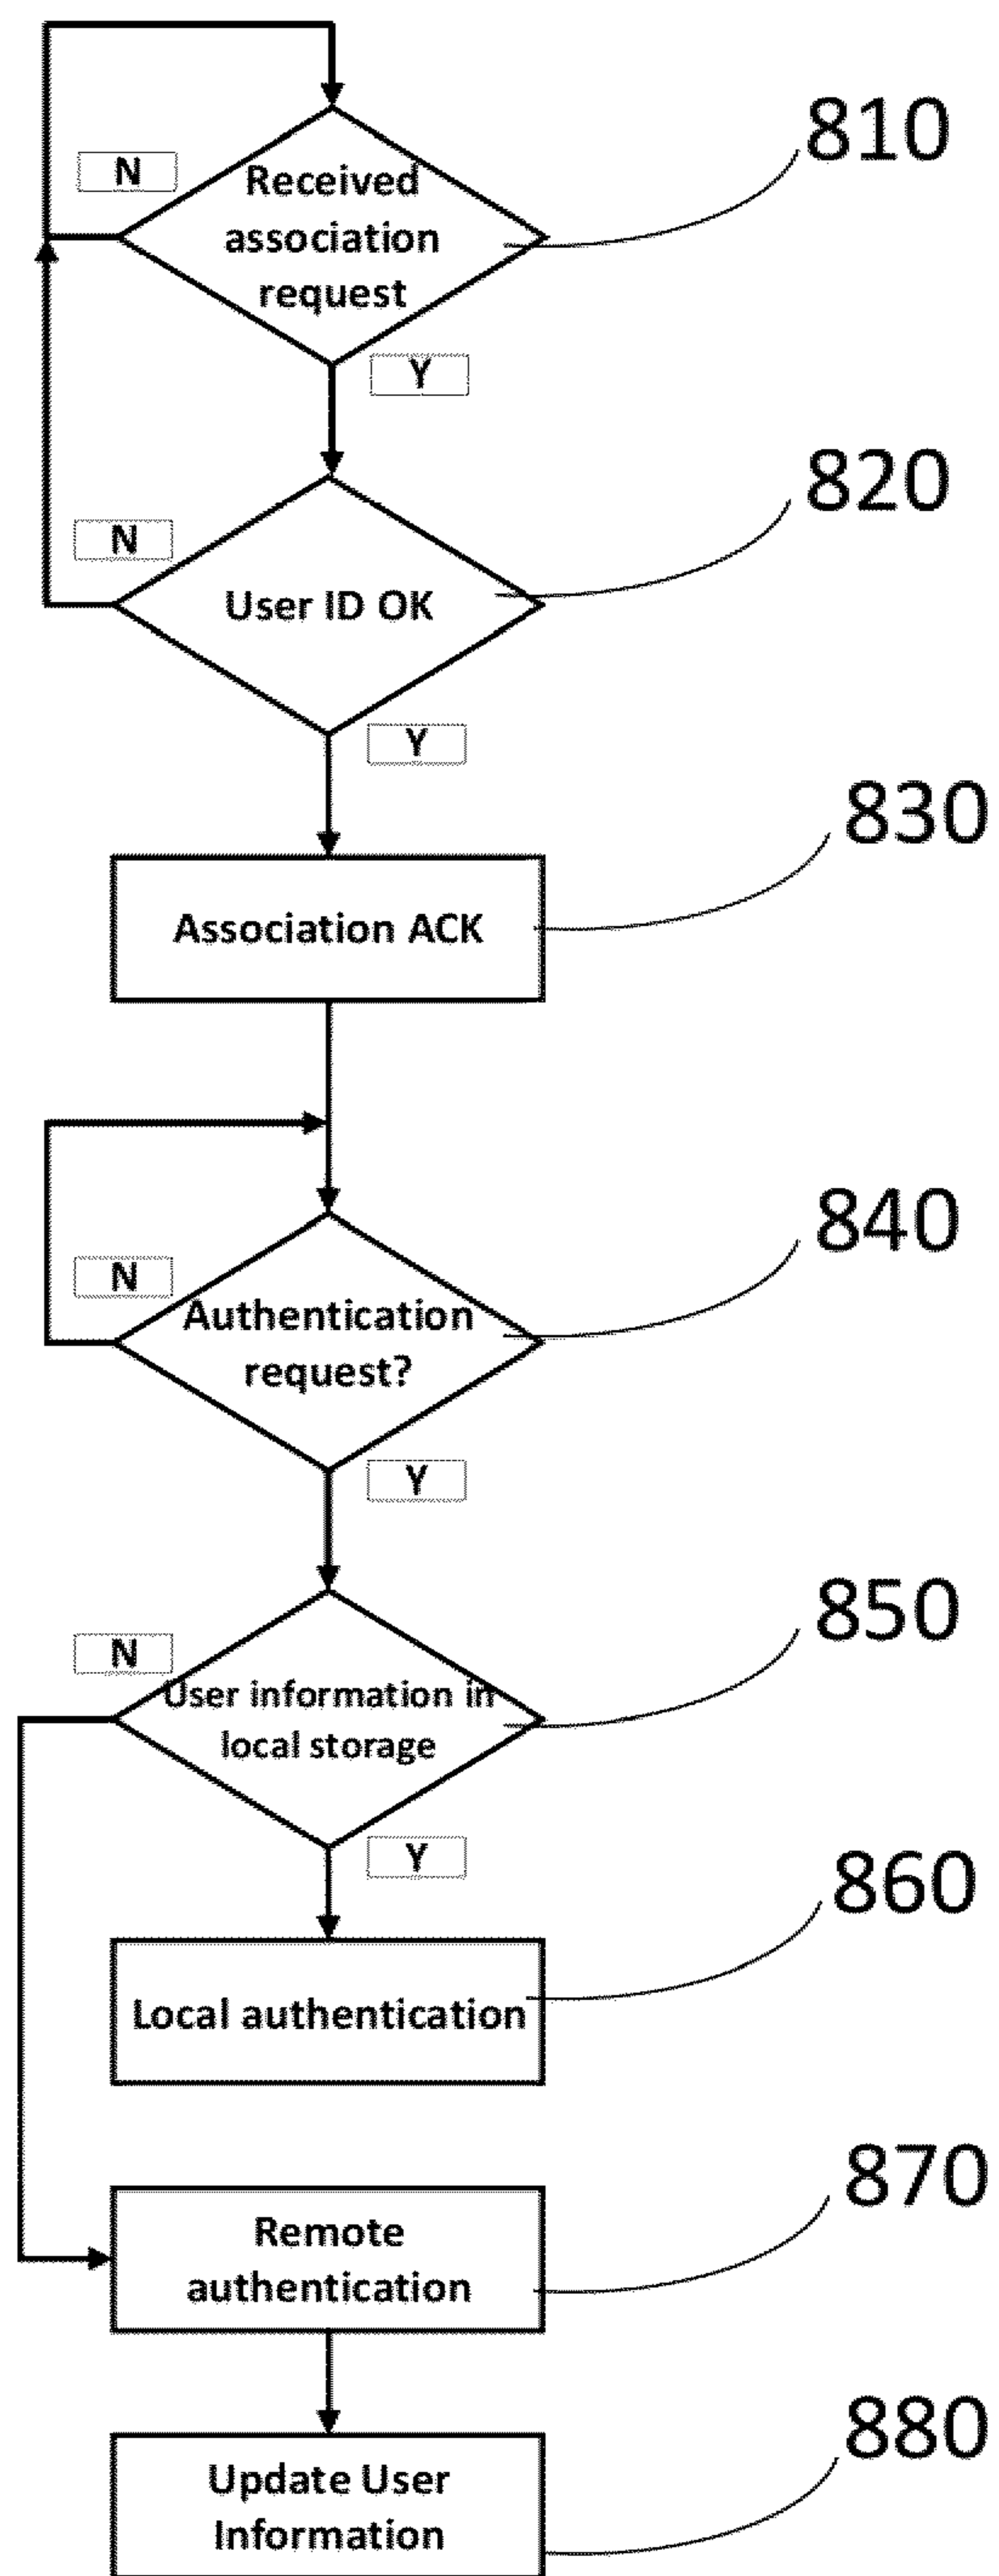 810
N
Received
association
request
Y
820
N
User ID OK
Y
830
Association ACK
840
N
Authentication
request?
Y
850
N
User information in
local storage
Y
860
Local authentication
870
Remote
authentication
880
Update User
Information